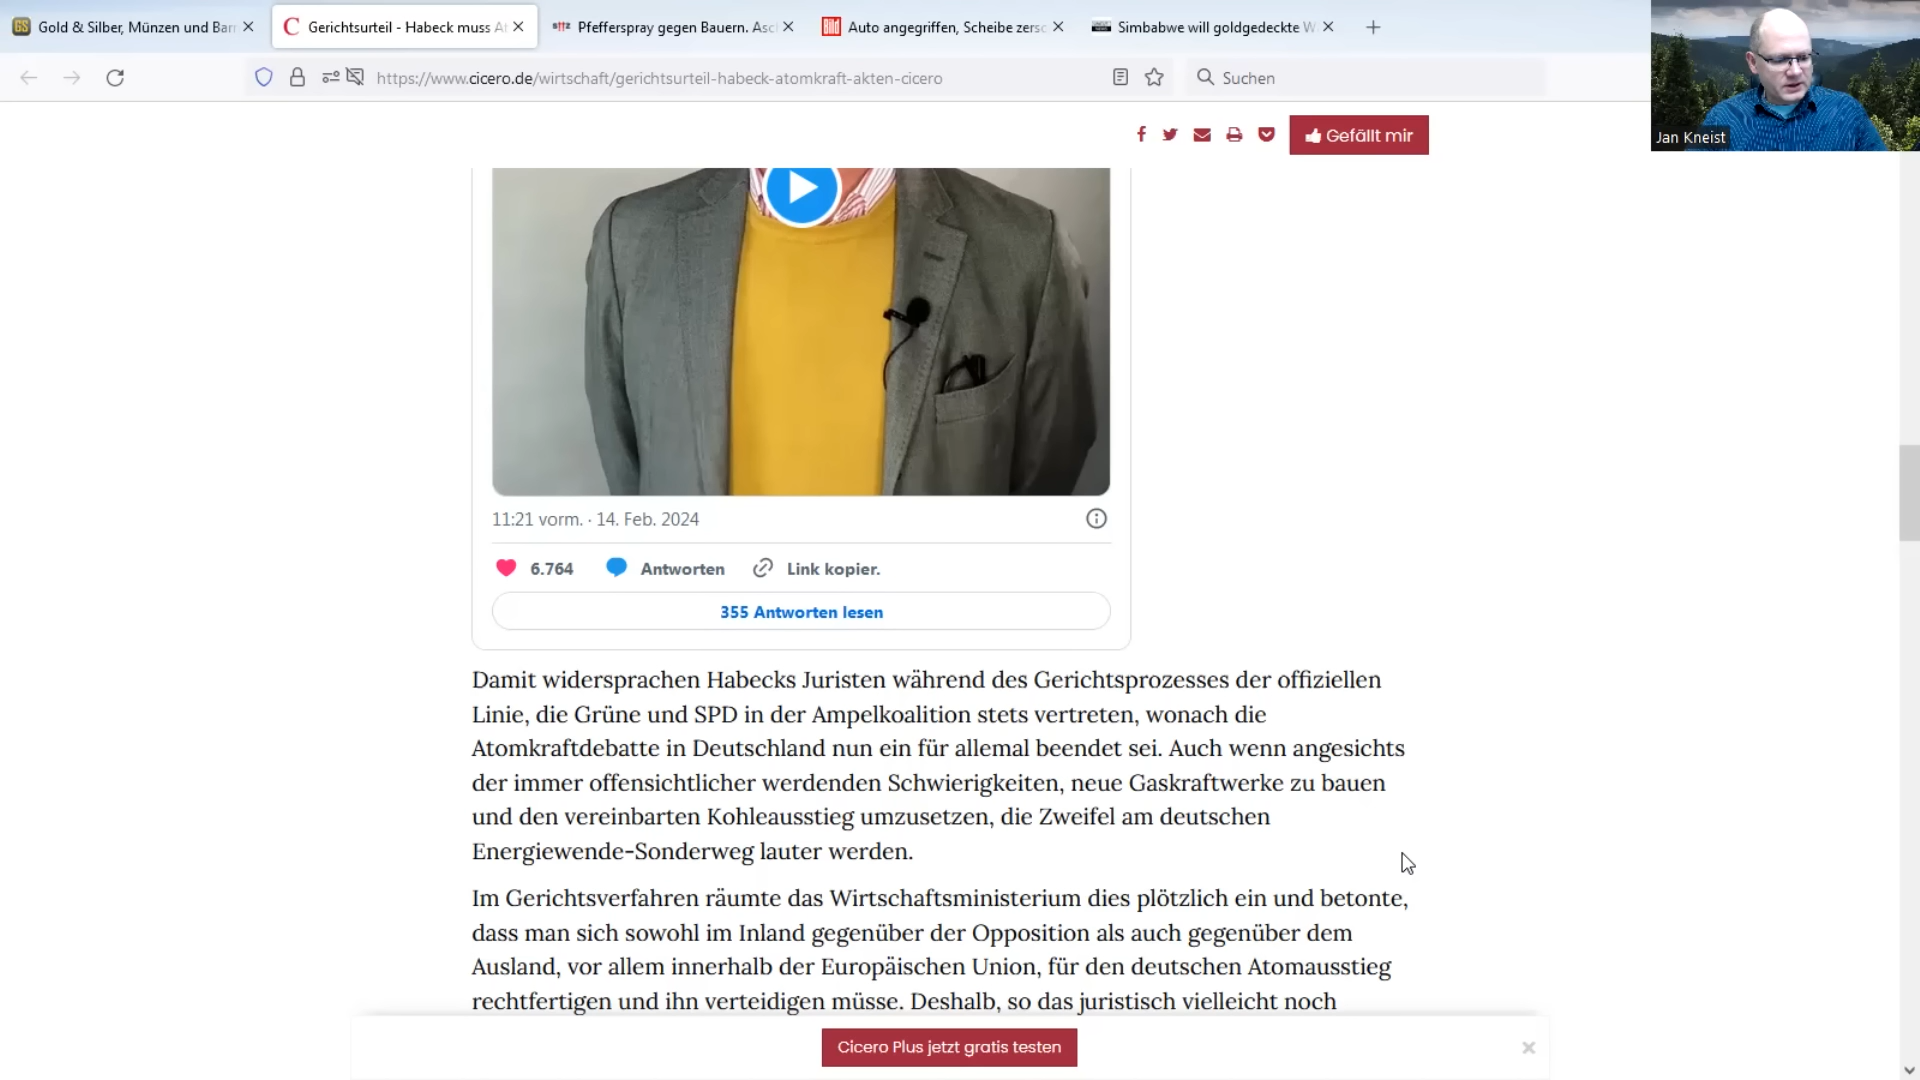 Gold & Silber, Münzen und Barr
Gerichtsurteil - Habeck muss A
Pfefferspray gegen Bauern. Asc
Auto angegriffen, Scheibe zersc
Simbabwe will goldgedeckte W
https://www.cicero.de/wirtschaft/gerichtsurteil-habeck-atomkraft-akten-cicero
Suchen
Jan Kneist
Gefällt mir
11:21 vorm. · 14. Feb. 2024
6.764 Antworten Link kopier.
355 Antworten lesen
Damit widersprachen Habecks Juristen während des Gerichtsprozesses der offiziellen
Linie, die Grüne und SPD in der Ampelkoalition stets vertreten, wonach die
Atomkraftdebatte in Deutschland nun ein für allemal beendet sei. Auch wenn angesichts
der immer offensichtlicher werdenden Schwierigkeiten, neue Gaskraftwerke zu bauen
und den vereinbarten Kohleausstieg umzusetzen, die Zweifel am deutschen
Energiewende-Sonderweg lauter werden.
Im Gerichtsverfahren räumte das Wirtschaftsministerium dies plötzlich ein und betonte,
dass man sich sowohl im Inland gegenüber der Opposition als auch gegenüber dem
Ausland, vor allem innerhalb der Europäischen Union, für den deutschen Atomausstieg
rechtfertigen und ihn verteidigen müsse. Deshalb, so das juristisch vielleicht noch
Cicero Plus jetzt gratis testen